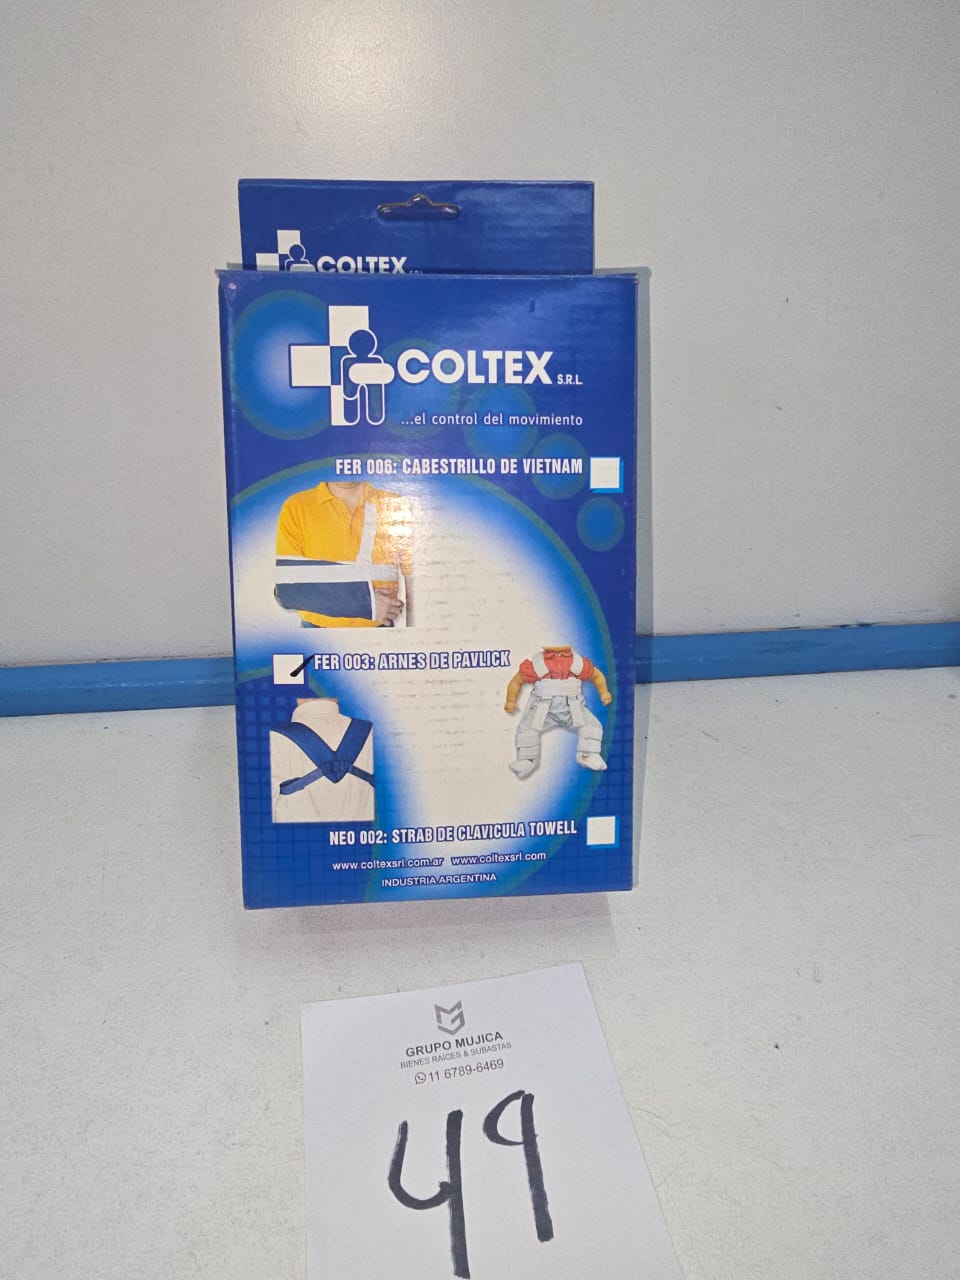 COLTEX
COLTEX S.R.L.
...el control del movimiento
FER 006: CABESTRILLO DE VIETNAM
FER 003: ARNES DE PAVLICK
NEO 002: STRAB DE CLAVICULA TOWELL
www.coltexsrl.com.ar www.coltexsrl.com
INDUSTRIA ARGENTINA
GRUPO MUJICA
BIENES RAÍCES & SUBASTAS
11 6789-6469
49